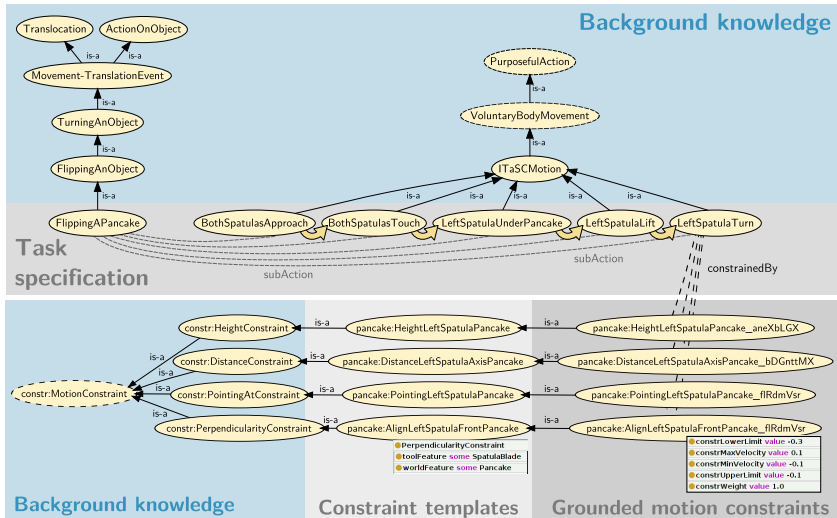 Background knowledge
Translocation
ActionOnObject
is-a
is-a
Movement-TranslationEvent
is-a
TurningAnObject
is-a
FlippingAnObject
is-a
PurposefulAction
is-a
VoluntaryBodyMovement
is-a
ITaSCMotion
is-a
is-a
is-a
is-a
is-a
FlippingAPancake
BothSpatulasApproach
BothSpatulasTouch
LeftSpatulaUnderPancake
LeftSpatulaLift
LeftSpatulaTurn
Task
specification
subAction
subAction
constrainedBy
constr:HeightConstraint
is-a
pancake:HeightLeftSpatulaPancake
is-a
pancake:HeightLeftSpatulaPancake_aneXbLGX
is-a
constr:DistanceConstraint
is-a
pancake:DistanceLeftSpatulaAxisPancake
is-a
pancake:DistanceLeftSpatulaAxisPancake_bDGnttMX
is-a
constr:MotionConstraint
is-a
constr:PointingAtConstraint
is-a
pancake:PointingLeftSpatulaPancake
is-a
pancake:PointingLeftSpatulaPancake_flRdmVsr
is-a
constr:PerpendicularityConstraint
is-a
pancake:AlignLeftSpatulaFrontPancake
is-a
pancake:AlignLeftSpatulaFrontPancake_flRdmVsr
PerpendicularityConstraint
toolFeature some SpatulaBlade
worldFeature some Pancake
constrLowerLimit value -0.3
constrMaxVelocity value 0.1
constrMinVelocity value -0.1
constrUpperLimit value -0.1
constrWeight value 1.0
Background knowledge
Constraint templates
Grounded motion constraints